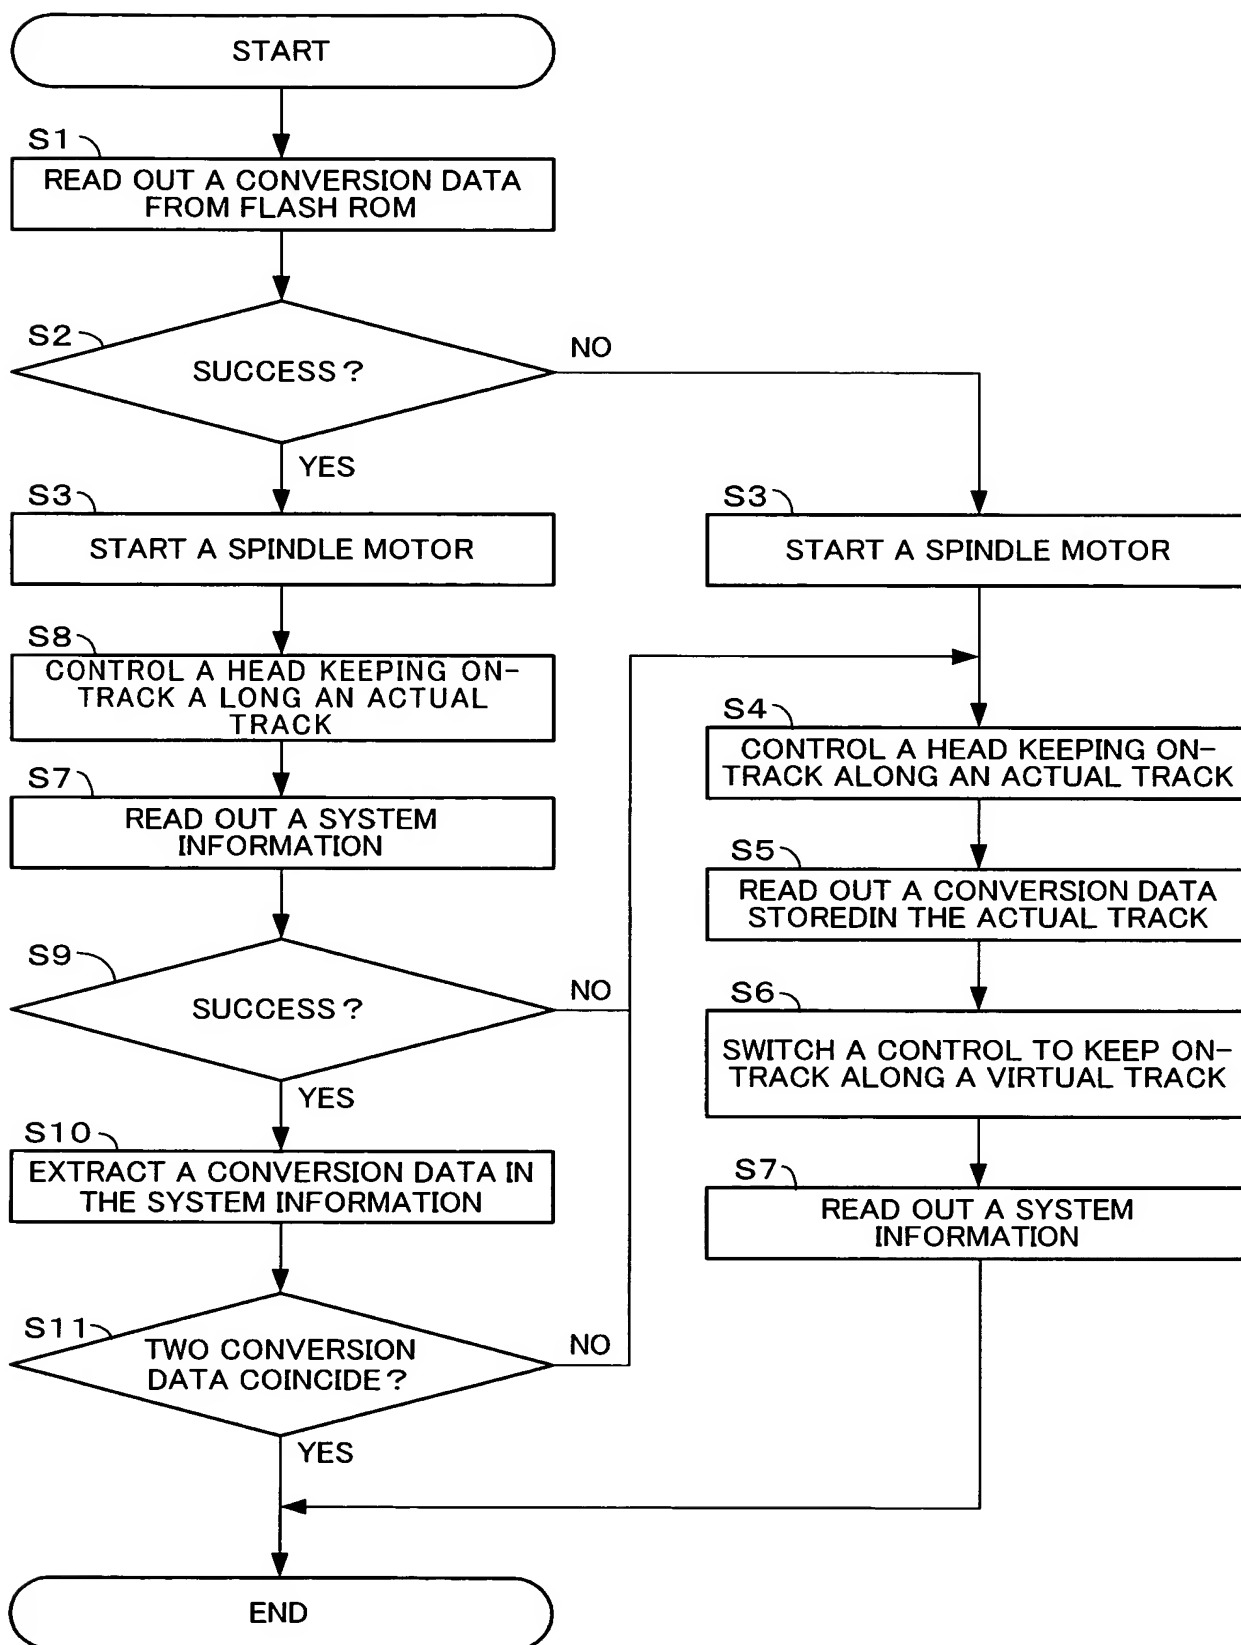 START
S1
READ OUT A CONVERSION DATA
FROM FLASH ROM
S2
SUCCESS?
NO
YES
S3
START A SPINDLE MOTOR
S8
CONTROL A HEAD KEEPING ON-
TRACK A LONG AN ACTUAL
TRACK
S7
READ OUT A SYSTEM
INFORMATION
S9
SUCCESS?
NO
YES
S10
EXTRACT A CONVERSION DATA IN
THE SYSTEM INFORMATION
S11
TWO CONVERSION
DATA COINCIDE?
NO
YES
S3
START A SPINDLE MOTOR
S4
CONTROL A HEAD KEEPING ON-
TRACK ALONG AN ACTUAL TRACK
S5
READ OUT A CONVERSION DATA
STOREDIN THE ACTUAL TRACK
S6
SWITCH A CONTROL TO KEEP ON-
TRACK ALONG A VIRTUAL TRACK
S7
READ OUT A SYSTEM
INFORMATION
END